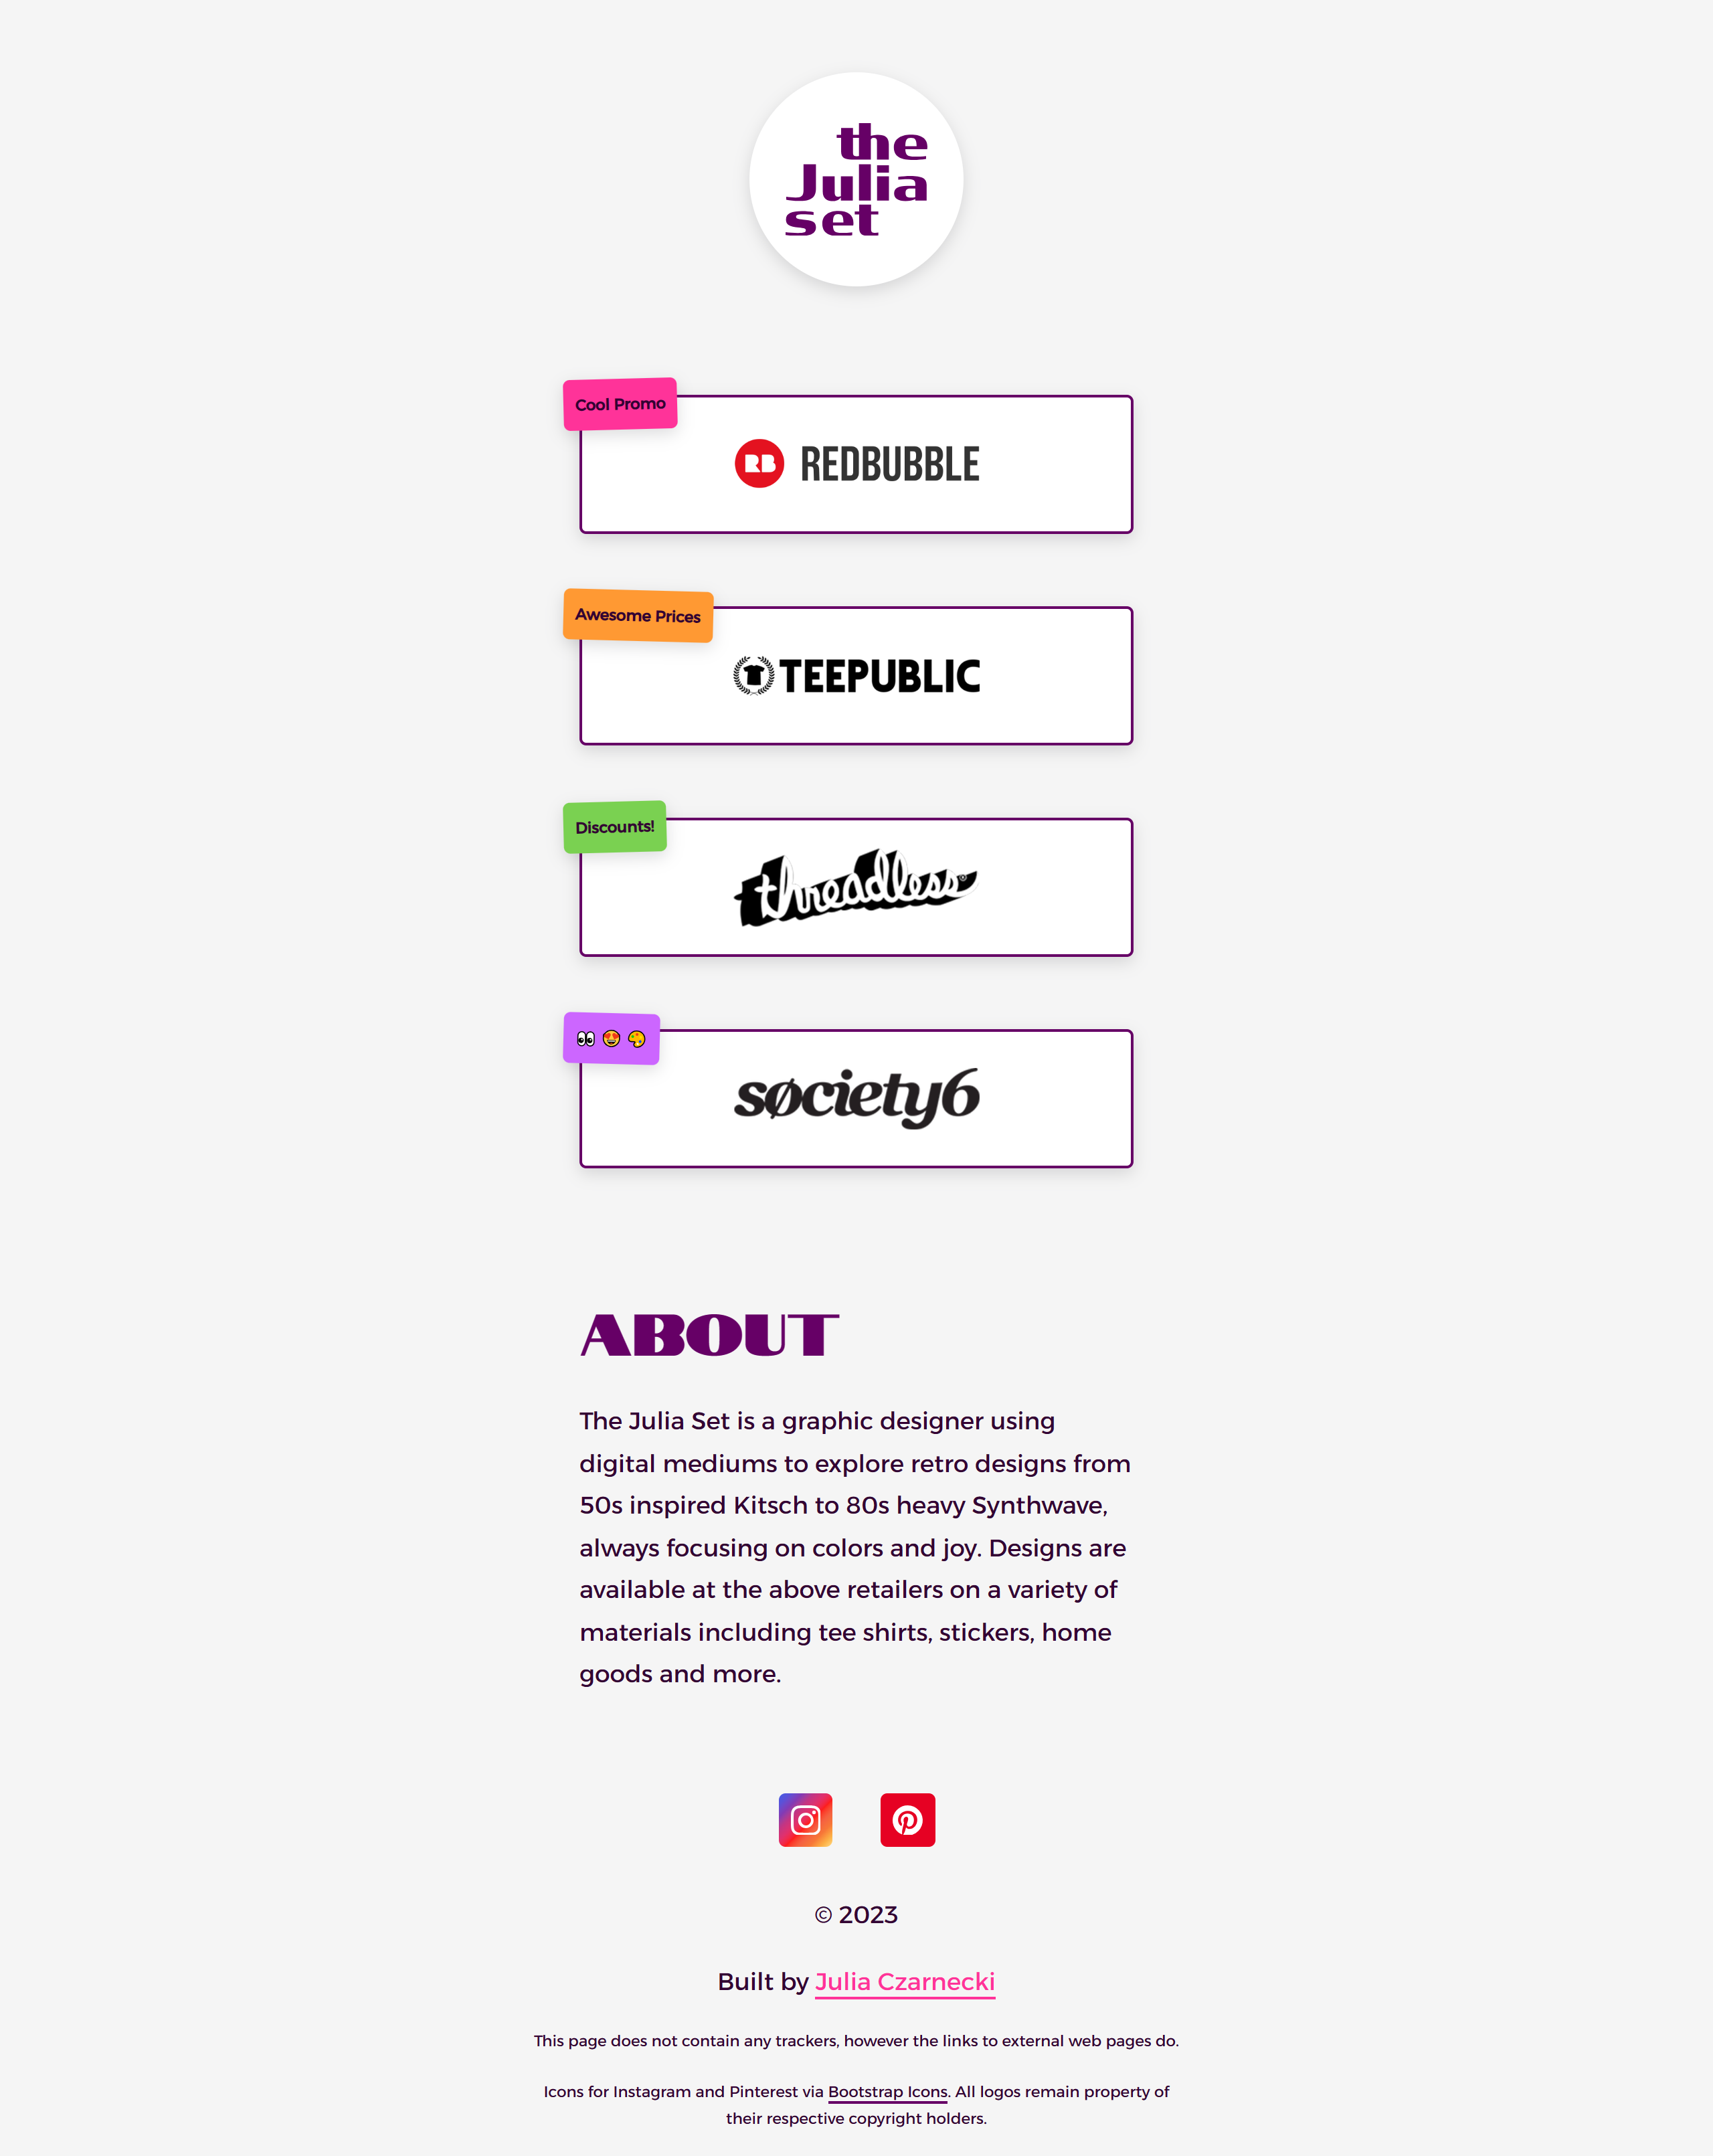 the
Julia
set
Cool Promo
RB REDBUBBLE
Awesome Prices
TEEPUBLIC
Discounts!
threadless®
👀 😍 🎨
søciety6
ABOUT
The Julia Set is a graphic designer using
digital mediums to explore retro designs from
50s inspired Kitsch to 80s heavy Synthwave,
always focusing on colors and joy. Designs are
available at the above retailers on a variety of
materials including tee shirts, stickers, home
goods and more.
© 2023
Built by Julia Czarnecki
This page does not contain any trackers, however the links to external web pages do.
Icons for Instagram and Pinterest via Bootstrap Icons. All logos remain property of
their respective copyright holders.